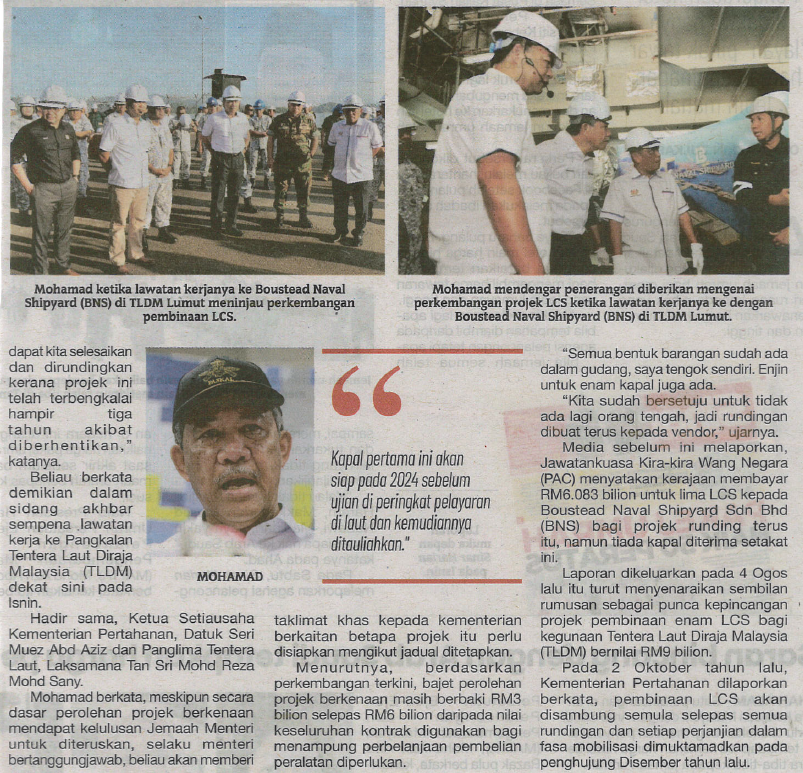 Mohamad ketika lawatan kerjanya ke Boustead Naval
Shipyard (BNS) di TLDM Lumut meninjau perkembangan
pembinaan LCS.
Mohamad mendengar penerangan diberikan mengenai
perkembangan projek LCS ketika lawatan kerjanya ke dengan
Boustead Naval Shipyard (BNS) di TLDM Lumut.
dapat kita selesaikan
dan dirundingkan
kerana projek ini
telah terbengkalai
hampir tiga
tahun akibat
diberhentikan,”
katanya.
Beliau berkata
demikian dalam
sidang akhbar
sempena lawatan
kerja ke Pangkalan
Tentera Laut Diraja
Malaysia (TLDM)
dekat sini pada
Isnin.
Hadir sama, Ketua Setiausaha
Kementerian Pertahanan, Datuk Seri
Muez Abd Aziz dan Panglima Tentera
Laut, Laksamana Tan Sri Mohd Reza
Mohd Sany.
Mohamad berkata, meskipun secara
dasar perolehan projek berkenaan
mendapat kelulusan Jemaah Menteri
untuk diteruskan, selaku menteri
bertanggungjawab, beliau akan memberi
MOHAMAD
“
Kapal pertama ini akan
siap pada 2024 sebelum
ujian di peringkat pelayaran
di laut dan kemudiannya
ditauliahkan."
taklimat khas kepada kementerian
berkaitan betapa projek itu perlu
disiapkan mengikut jadual ditetapkan.
Menurutnya, berdasarkan
perkembangan terkini, bajet perolehan
projek berkenaan masih berbaki RM3
bilion selepas RM6 bilion daripada nilai
keseluruhan kontrak digunakan bagi
menampung perbelanjaan pembelian
peralatan diperlukan.
“Semua bentuk barangan sudah ada
dalam gudang, saya tengok sendiri. Enjin
untuk enam kapal juga ada.
“Kita sudah bersetuju untuk tidak
ada lagi orang tengah, jadi rundingan
dibuat terus kepada vendor,” ujarnya.
Media sebelum ini melaporkan,
Jawatankuasa Kira-kira Wang Negara
(PAC) menyatakan kerajaan membayar
RM6.083 bilion untuk lima LCS kepada
Boustead Naval Shipyard Sdn Bhd
(BNS) bagi projek runding terus
itu, namun tiada kapal diterima setakat
ini.
Laporan dikeluarkan pada 4 Ogos
lalu itu turut menyenaraikan sembilan
rumusan sebagai punca kepincangan
projek pembinaan enam LCS bagi
kegunaan Tentera Laut Diraja Malaysia
(TLDM) bernilai RM9 bilion.
Pada 2 Oktober tahun lalu,
Kementerian Pertahanan dilaporkan
berkata, pembinaan LCS akan
disambung semula selepas semua
rundingan dan setiap perjanjian dalam
fasa mobilisasi dimuktamadkan pada
penghujung Disember tahun lalu.